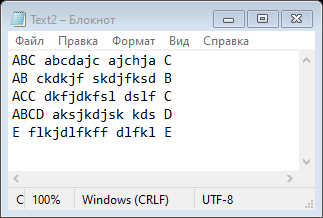 Text2 – Блокнот
Файл Правка Формат Вид Справка
ABC abcdajc ajchja C
AB ckdkjf skdjfksd B
ACC dkfjdkfsl dslf C
ABCD aksjkdjsk kds D
E flkjdlfkff dlfkl E
С 100% Windows (CRLF) UTF-8